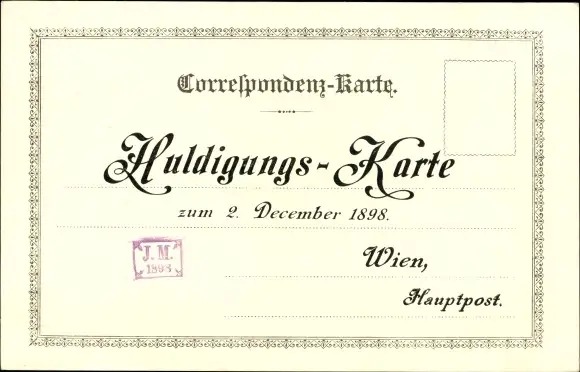 Correspondenz-Karte.
Huldigungs-Karte
zum 2. December 1898.
J. M.
1898
Wien,
Hauptpost.